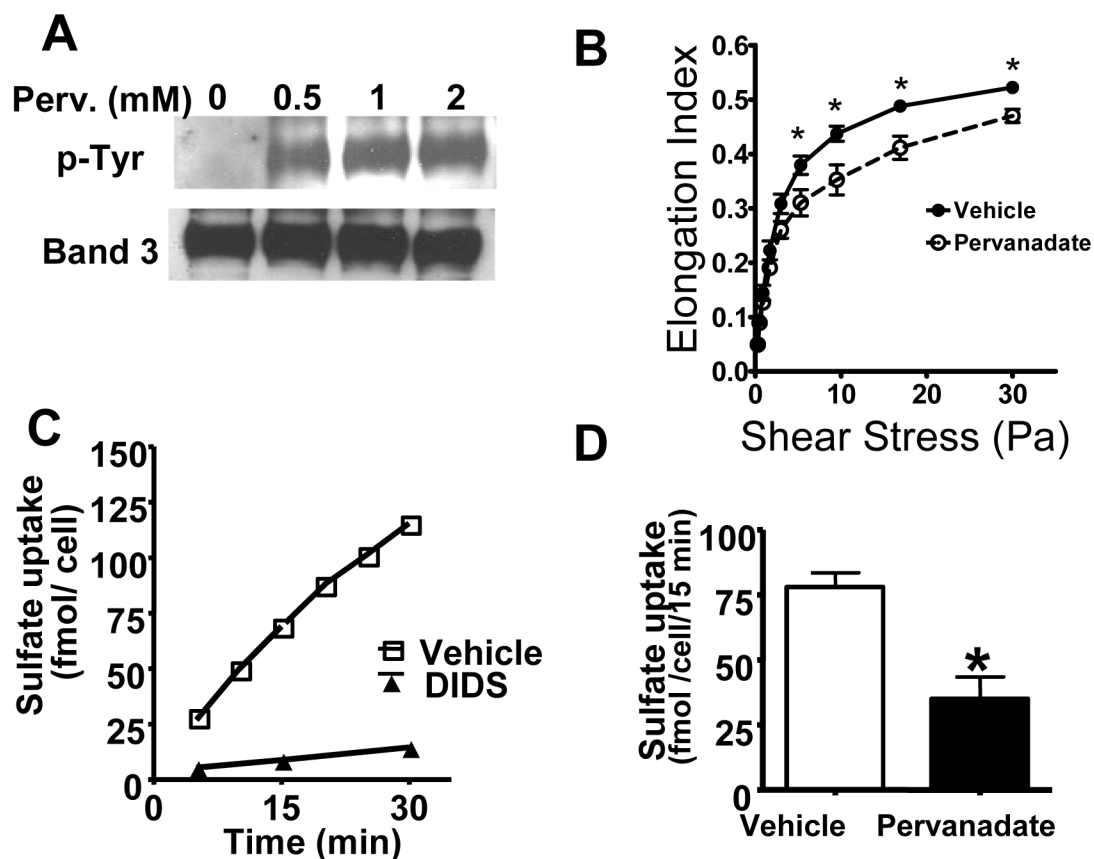 A
Perv. (mM) 0 0.5 1 2
p-Tyr
Band 3
B
Elongation Index
0.6
0.5
0.4
0.3
0.2
0.1
0.0
* * * *
Vehicle
Pervanadate
0 10 20 30
Shear Stress (Pa)
C
Sulfate uptake
(fmol/ cell)
150
125
100
75
50
25
0
Vehicle
DIDS
0 15 30
Time (min)
D
Sulfate uptake
(fmol /cell/15 min)
100
75
50
25
0
*
Vehicle Pervanadate